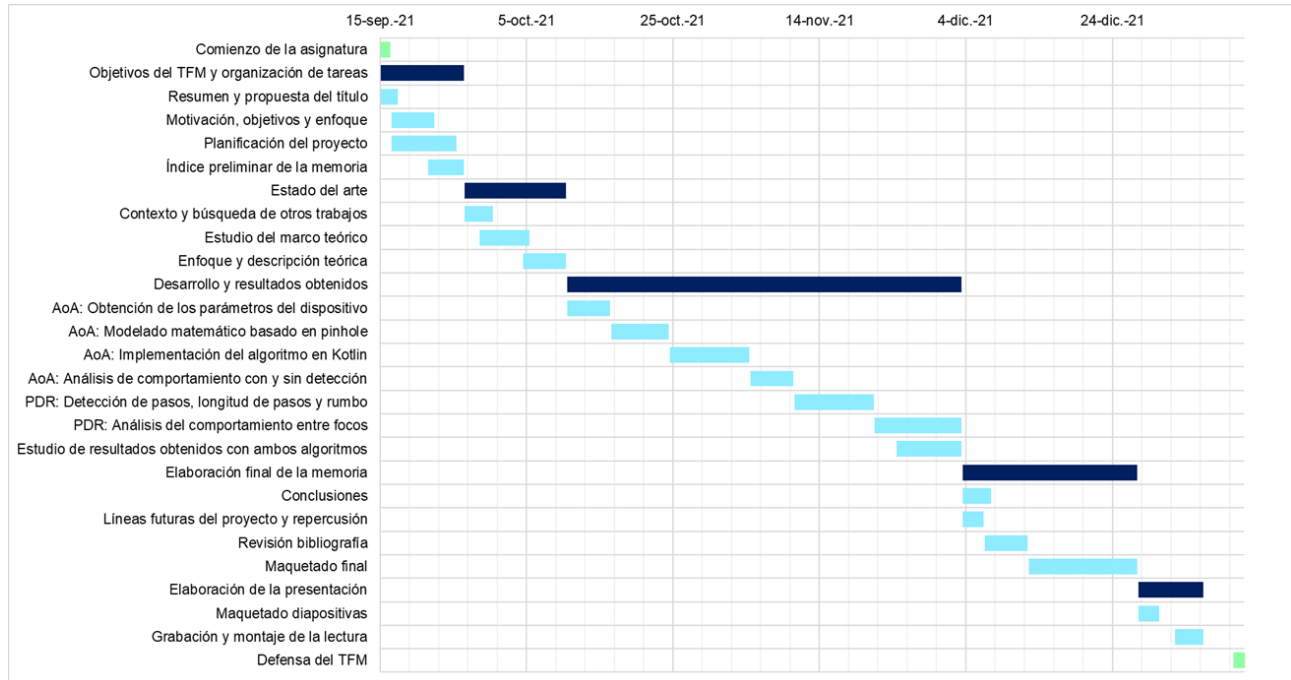 15-sep.-21 5-oct.-21 25-oct.-21 14-nov.-21 4-dic.-21 24-dic.-21
Comienzo de la asignatura
Objetivos del TFM y organización de tareas
Resumen y propuesta del título
Motivación, objetivos y enfoque
Planificación del proyecto
Índice preliminar de la memoria
Estado del arte
Contexto y búsqueda de otros trabajos
Estudio del marco teórico
Enfoque y descripción teórica
Desarrollo y resultados obtenidos
AoA: Obtención de los parámetros del dispositivo
AoA: Modelado matemático basado en pinhole
AoA: Implementación del algoritmo en Kotlin
AoA: Análisis de comportamiento con y sin detección
PDR: Detección de pasos, longitud de pasos y rumbo
PDR: Análisis del comportamiento entre focos
Estudio de resultados obtenidos con ambos algoritmos
Elaboración final de la memoria
Conclusiones
Líneas futuras del proyecto y repercusión
Revisión bibliografía
Maquetado final
Elaboración de la presentación
Maquetado diapositivas
Grabación y montaje de la lectura
Defensa del TFM